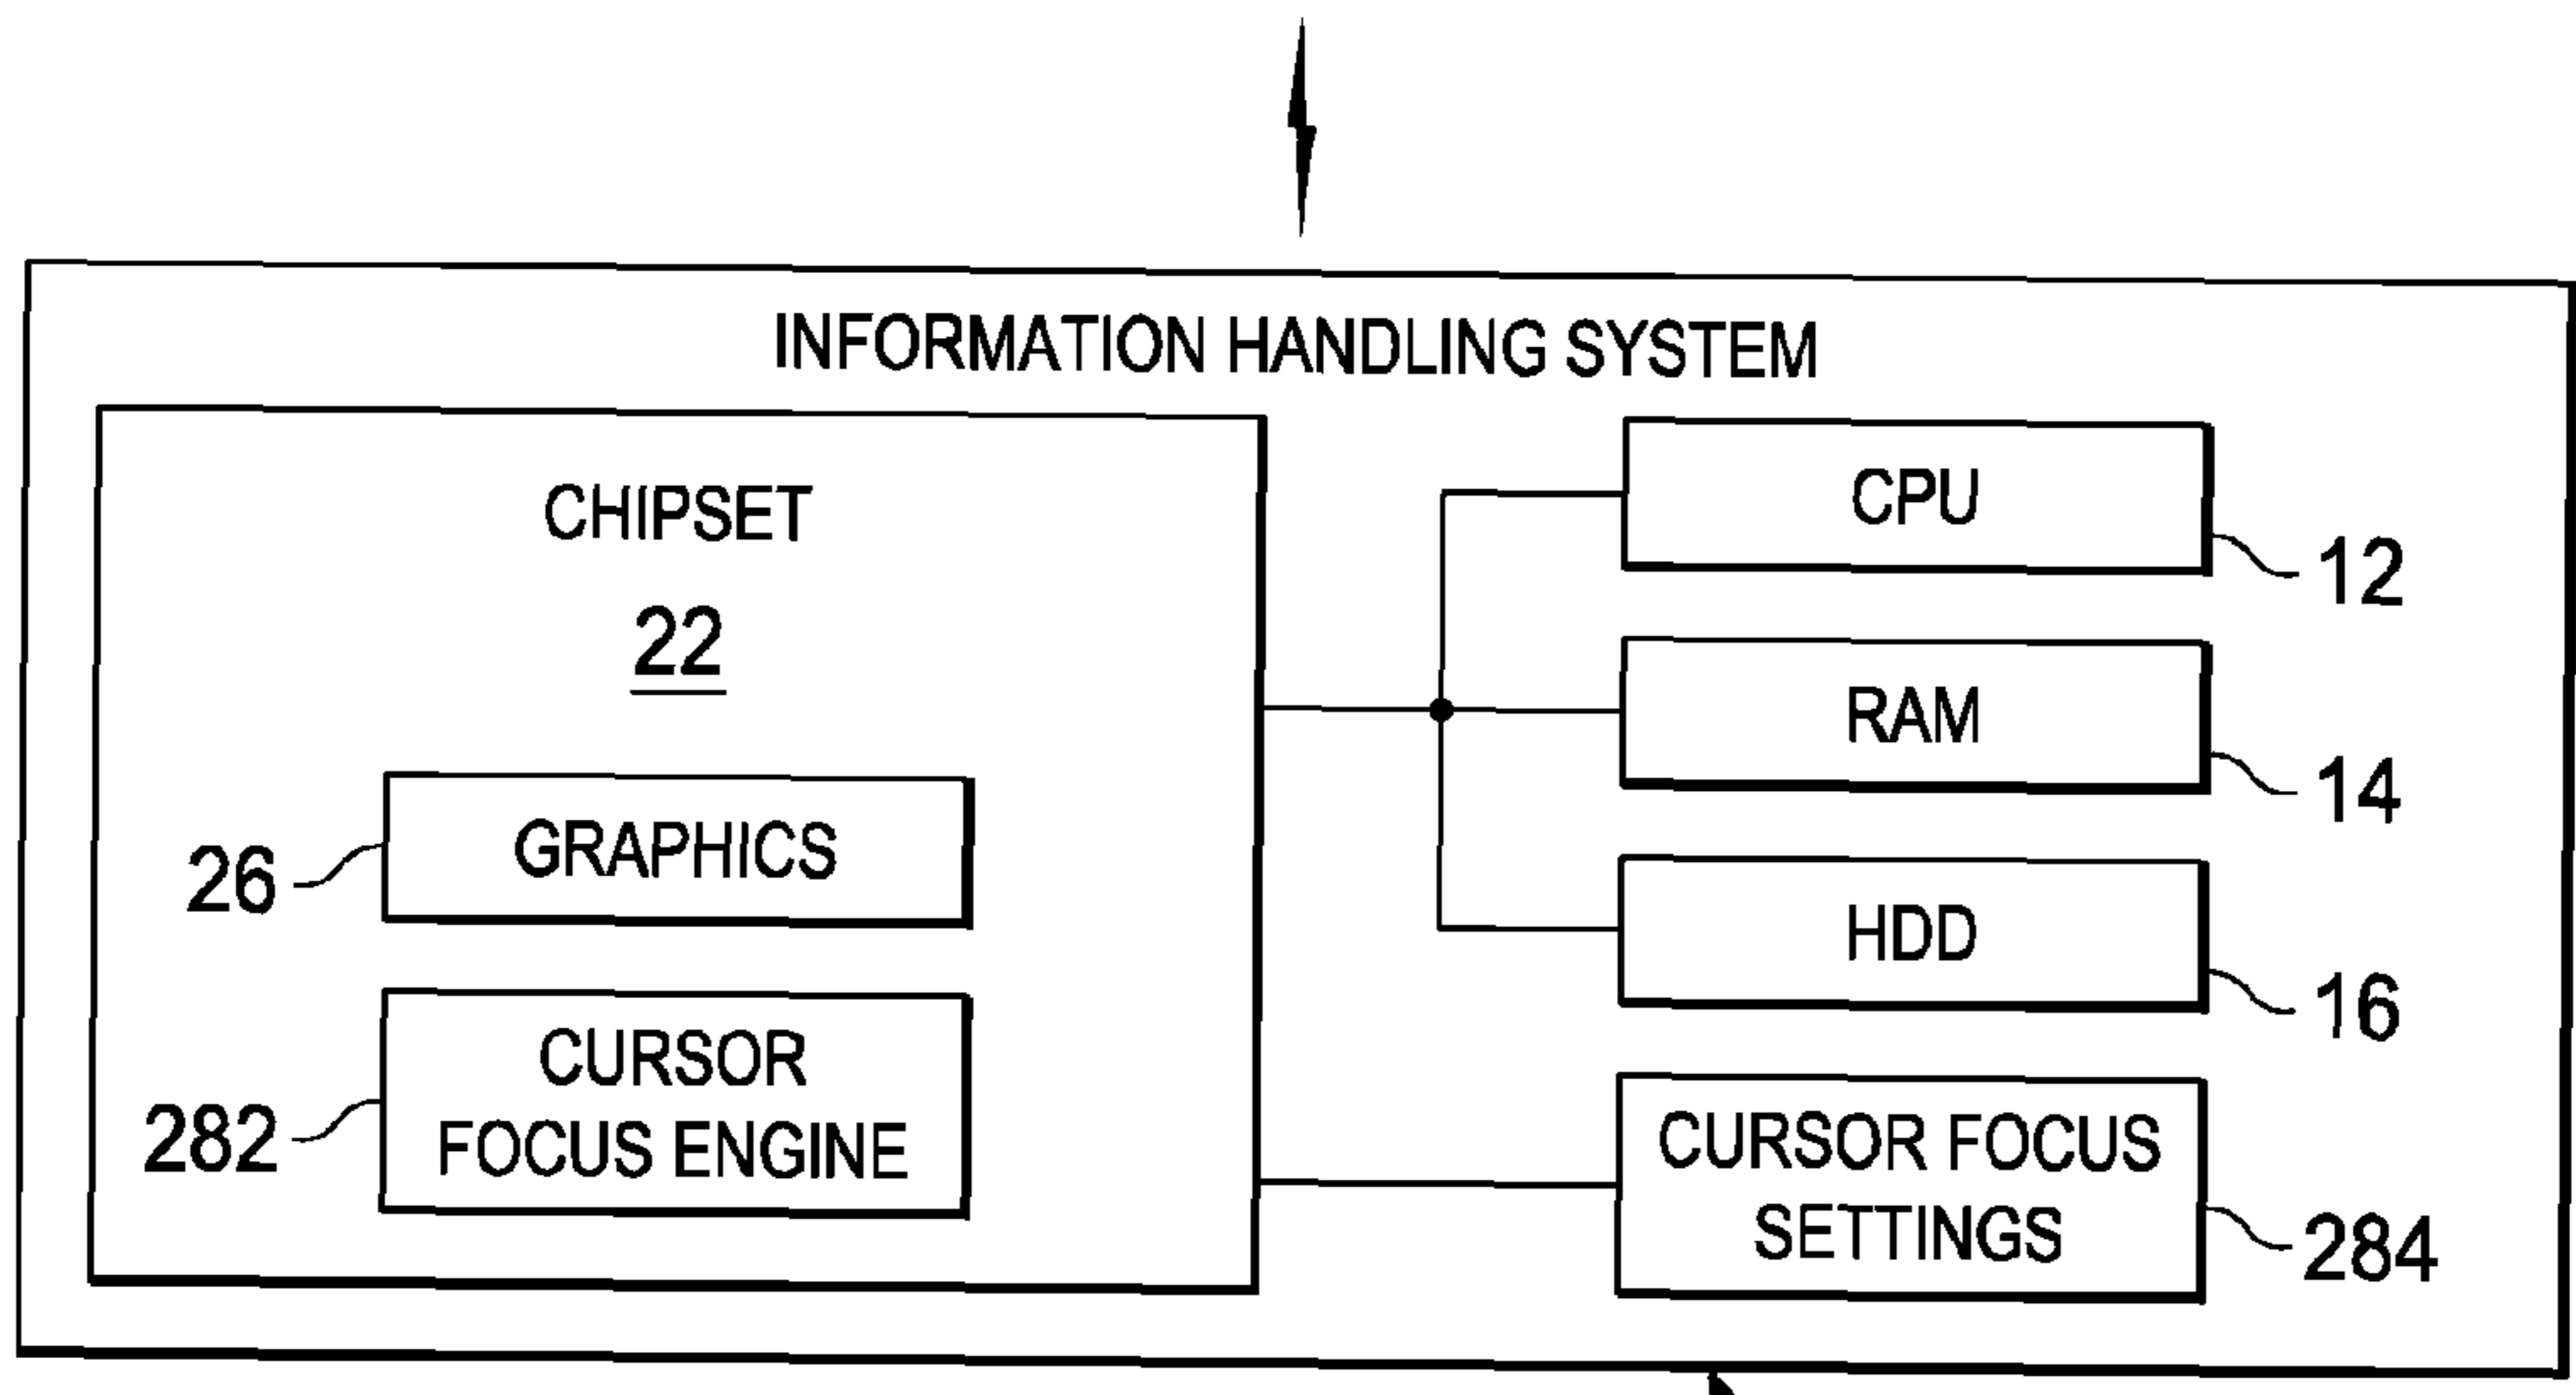 INFORMATION HANDLING SYSTEM
CHIPSET
22
GRAPHICS
26
CURSOR
FOCUS ENGINE
282
CPU
12
RAM
14
HDD
16
CURSOR FOCUS
SETTINGS
284